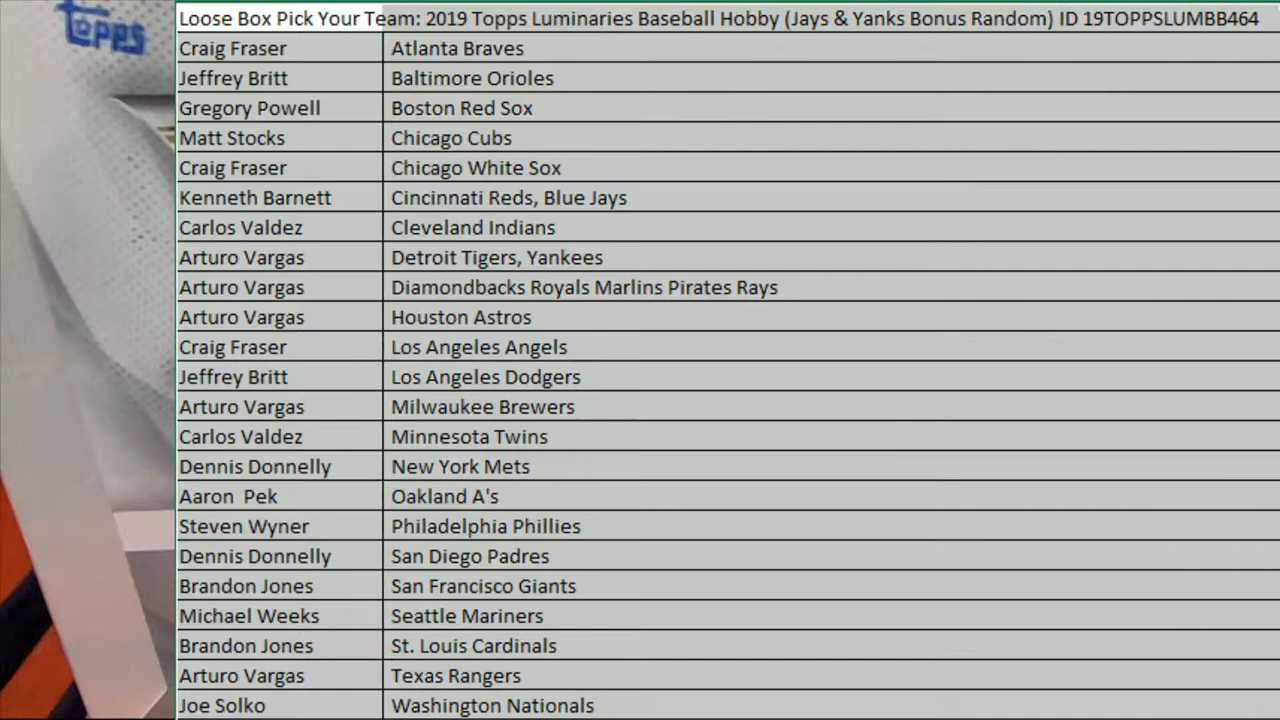 Topps
Loose Box Pick Your Team: 2019 Topps Luminaries Baseball Hobby (Jays & Yanks Bonus Random) ID 19TOPPSLUMBB464
Craig Fraser Atlanta Braves
Jeffrey Britt Baltimore Orioles
Gregory Powell Boston Red Sox
Matt Stocks Chicago Cubs
Craig Fraser Chicago White Sox
Kenneth Barnett Cincinnati Reds, Blue Jays
Carlos Valdez Cleveland Indians
Arturo Vargas Detroit Tigers, Yankees
Arturo Vargas Diamondbacks Royals Marlins Pirates Rays
Arturo Vargas Houston Astros
Craig Fraser Los Angeles Angels
Jeffrey Britt Los Angeles Dodgers
Arturo Vargas Milwaukee Brewers
Carlos Valdez Minnesota Twins
Dennis Donnelly New York Mets
Aaron  Pek Oakland A's
Steven Wyner Philadelphia Phillies
Dennis Donnelly San Diego Padres
Brandon Jones San Francisco Giants
Michael Weeks Seattle Mariners
Brandon Jones St. Louis Cardinals
Arturo Vargas Texas Rangers
Joe Solko Washington Nationals